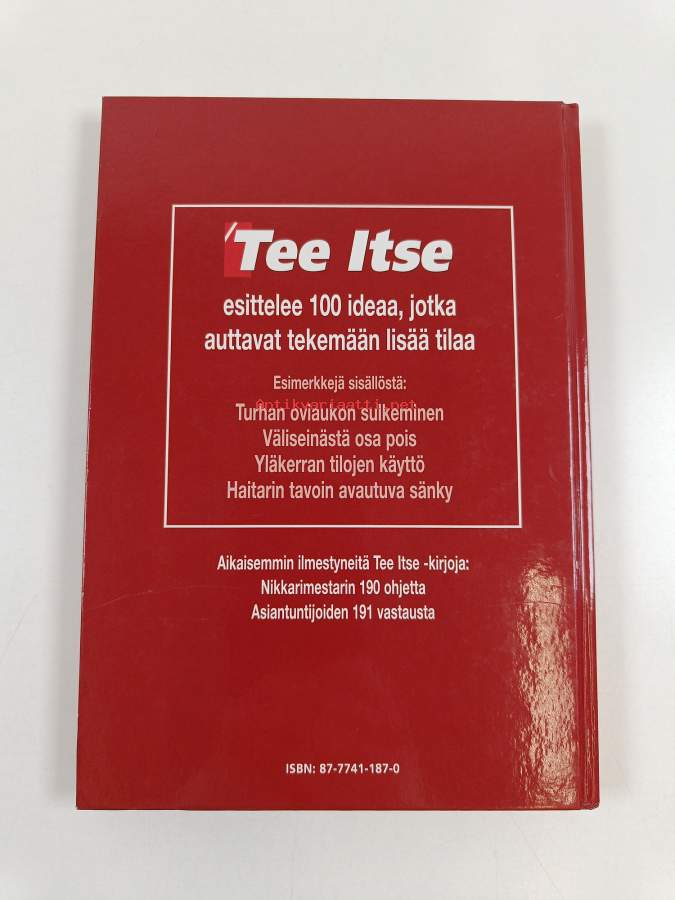 Tee Itse
esittelee 100 ideaa, jotka
auttavat tekemään lisää tilaa
Esimerkkejä sisällöstä:
Antikvariaatti.net
Turhan oviaukon sulkeminen
Väliseinästä osa pois
Yläkerran tilojen käyttö
Haitarin tavoin avautuva sänky
Aikaisemmin ilmestyneitä Tee Itse -kirjoja:
Nikkarimestarin 190 ohjetta
Asiantuntijoiden 191 vastausta
ISBN: 87-7741-187-0